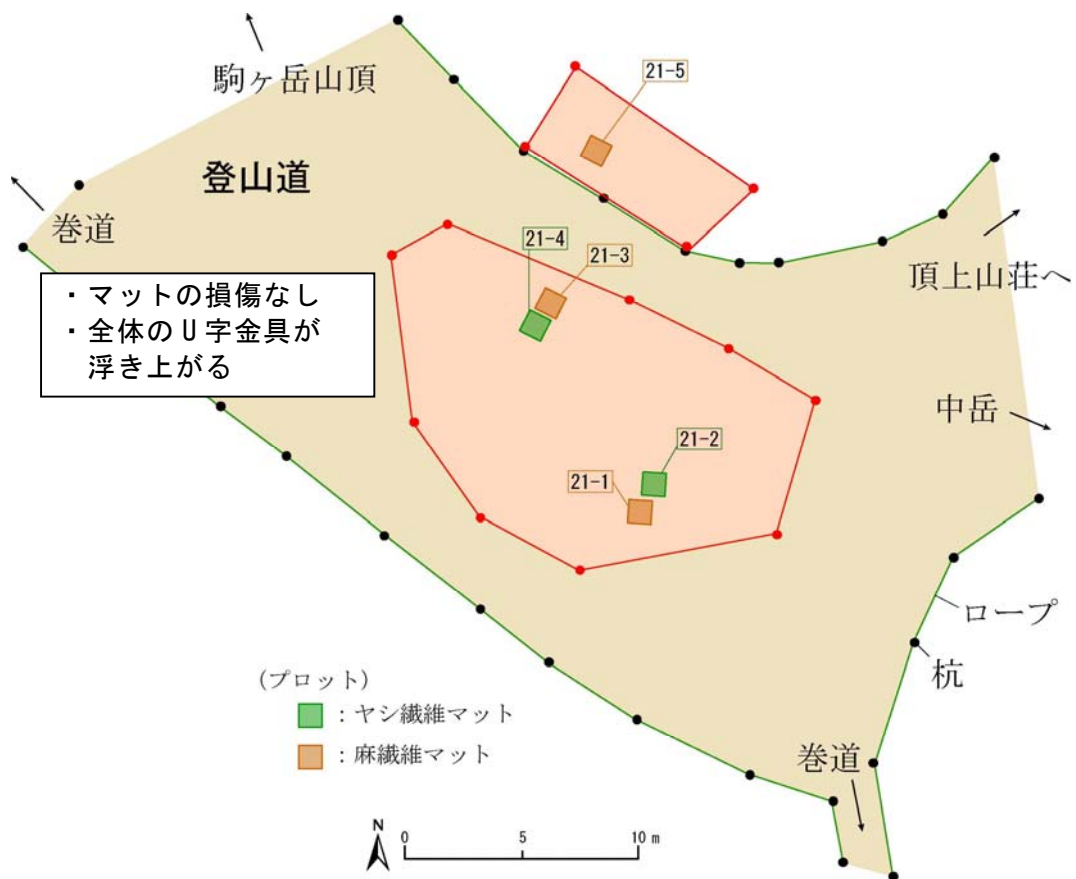 駒ヶ岳山頂
21-5
登山道
巻道
21-4
21-3
頂上山荘へ
・マットの損傷なし
・全体のU字金具が
浮き上がる
中岳
21-2
21-1
ロープ
杭
(プロット)
：ヤシ繊維マット
：麻繊維マット
巻道
N
0 5 10 m